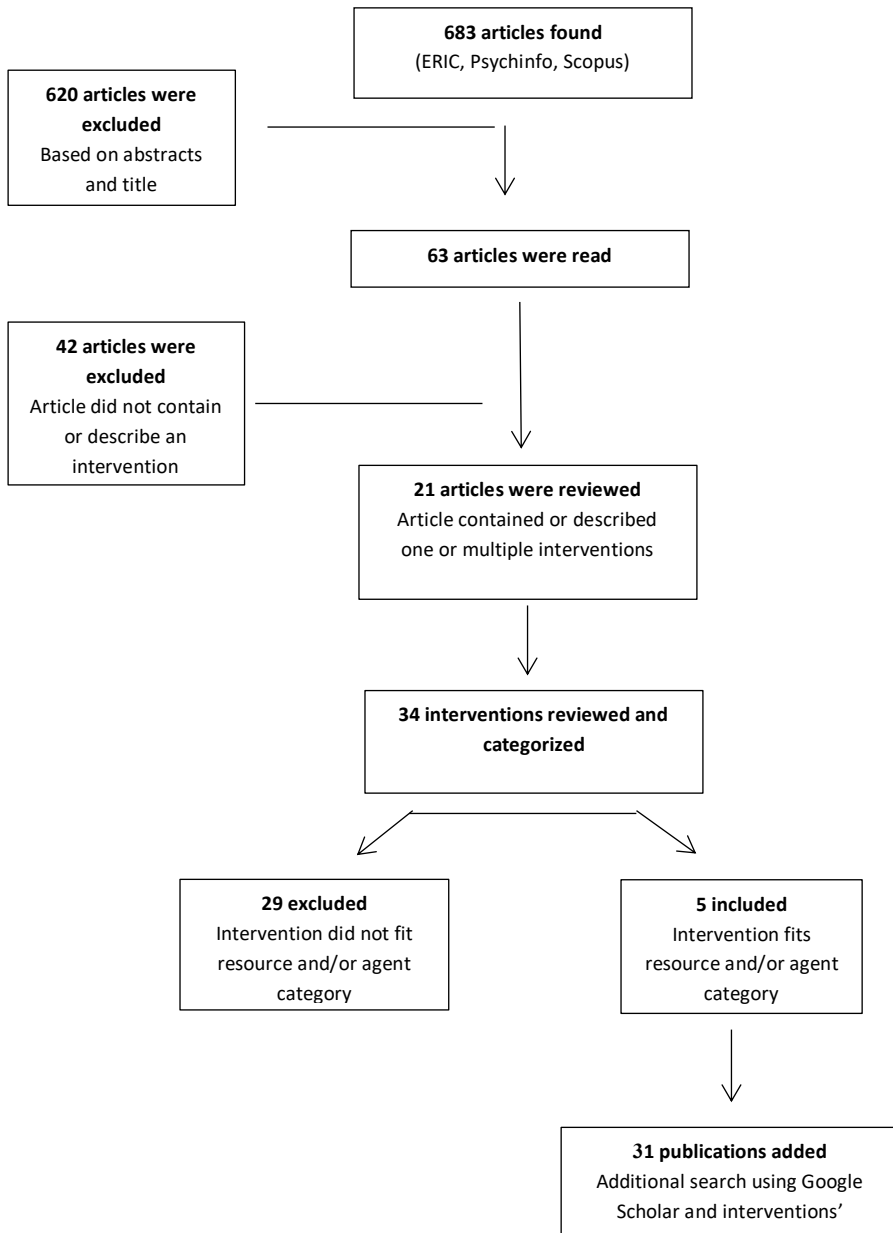 683 articles found
(ERIC, Psychinfo, Scopus)
620 articles were
excluded
Based on abstracts
and title
63 articles were read
42 articles were
excluded
Article did not contain
or describe an
intervention
21 articles were reviewed
Article contained or described
one or multiple interventions
34 interventions reviewed and
categorized
29 excluded
Intervention did not fit
resource and/or agent
category
5 included
Intervention fits
resource and/or agent
category
31 publications added
Additional search using Google
Scholar and interventions’